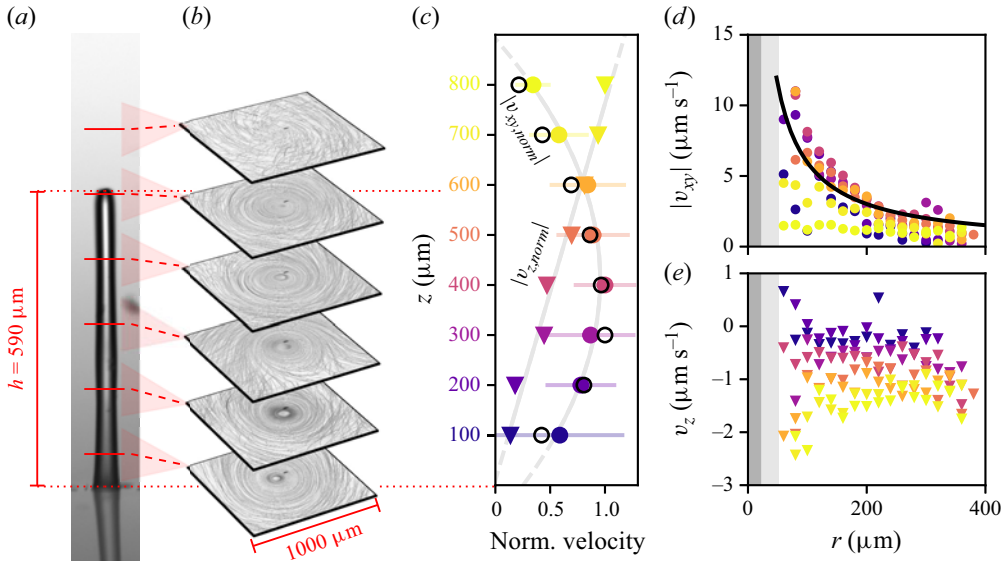 (a)
(b)
(c)
(d)
(e)
h = 590 μm
1000 μm
z (μm)
800
700
600
500
400
300
200
100
|v_xy,norm|
|v_z,norm|
0
0.5
1.0
Norm. velocity
|v_xy| (μm s⁻¹)
15
10
5
0
v_z (μm s⁻¹)
1
0
−1
−2
−3
0
200
400
r (μm)